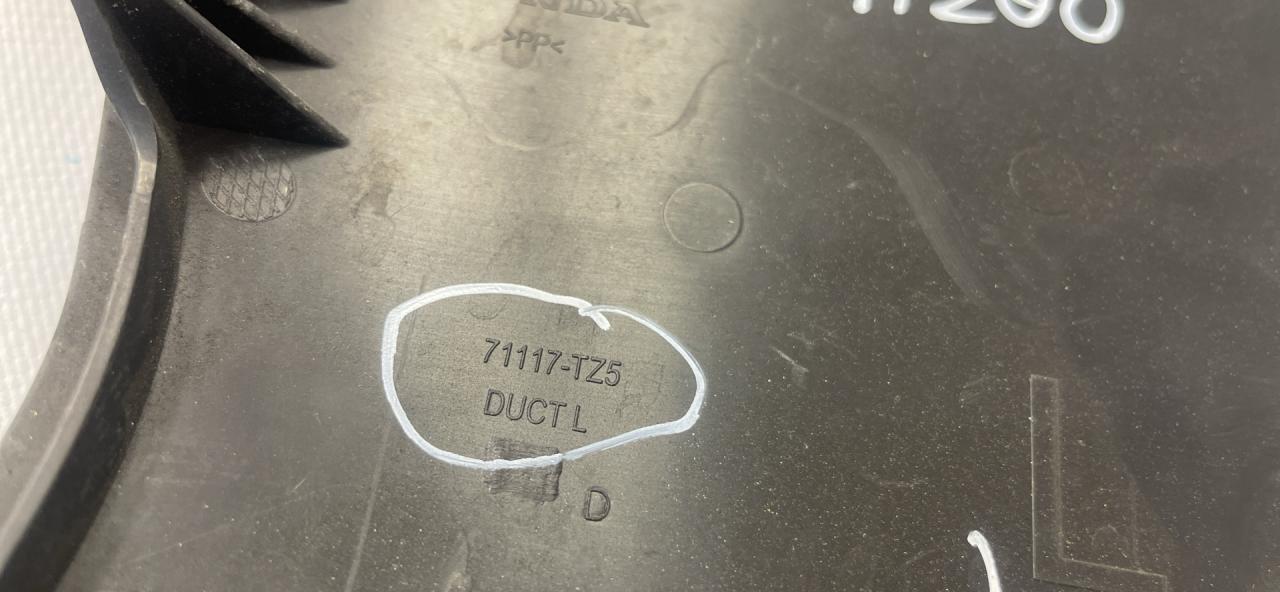 >PP<
71117-TZ5
DUCT L
D
L